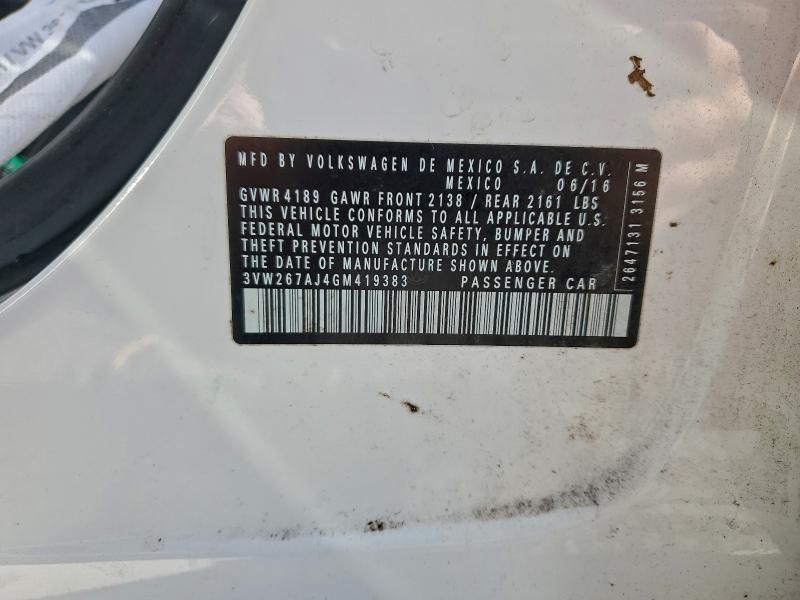 MFD BY VOLKSWAGEN DE MEXICO S.A. DE C.V.
MEXICO 06/16
GVWR 4189 GAWR FRONT 2138 / REAR 2161 LBS
THIS VEHICLE CONFORMS TO ALL APPLICABLE U.S.
FEDERAL MOTOR VEHICLE SAFETY, BUMPER AND
THEFT PREVENTION STANDARDS IN EFFECT ON
THE DATE OF MANUFACTURE SHOWN ABOVE.
3VW267AJ4GM419383 PASSENGER CAR
2647131 3156 M